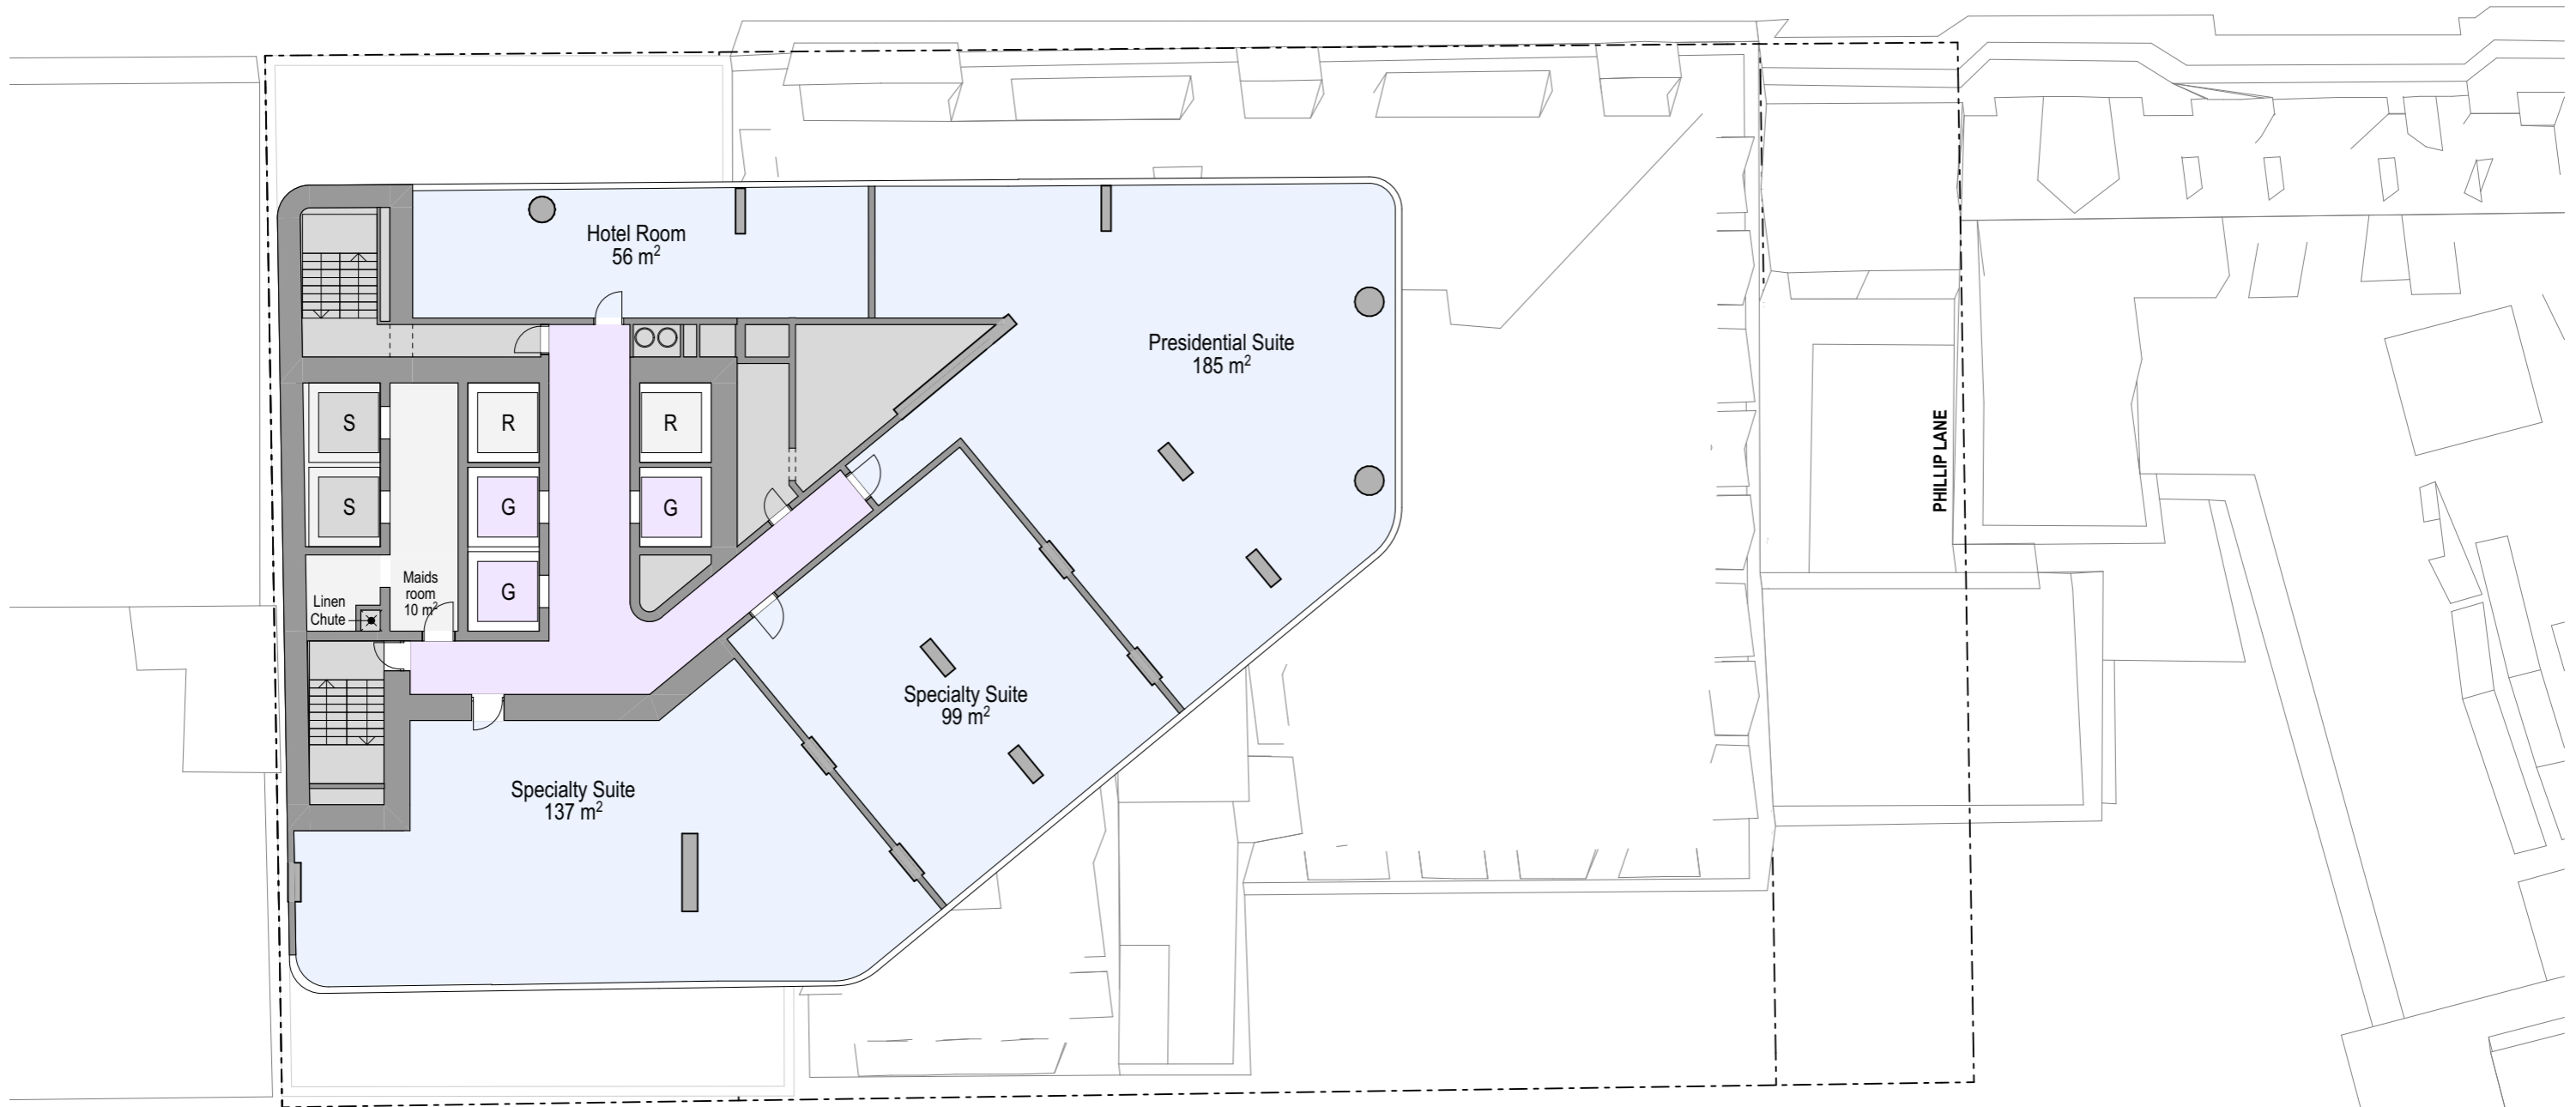 Hotel Room
56 m²
Presidential Suite
185 m²
S
R
R
S
G
G
G
Maids
room
10 m²
Linen
Chute
Specialty Suite
99 m²
Specialty Suite
137 m²
PHILLIP LANE